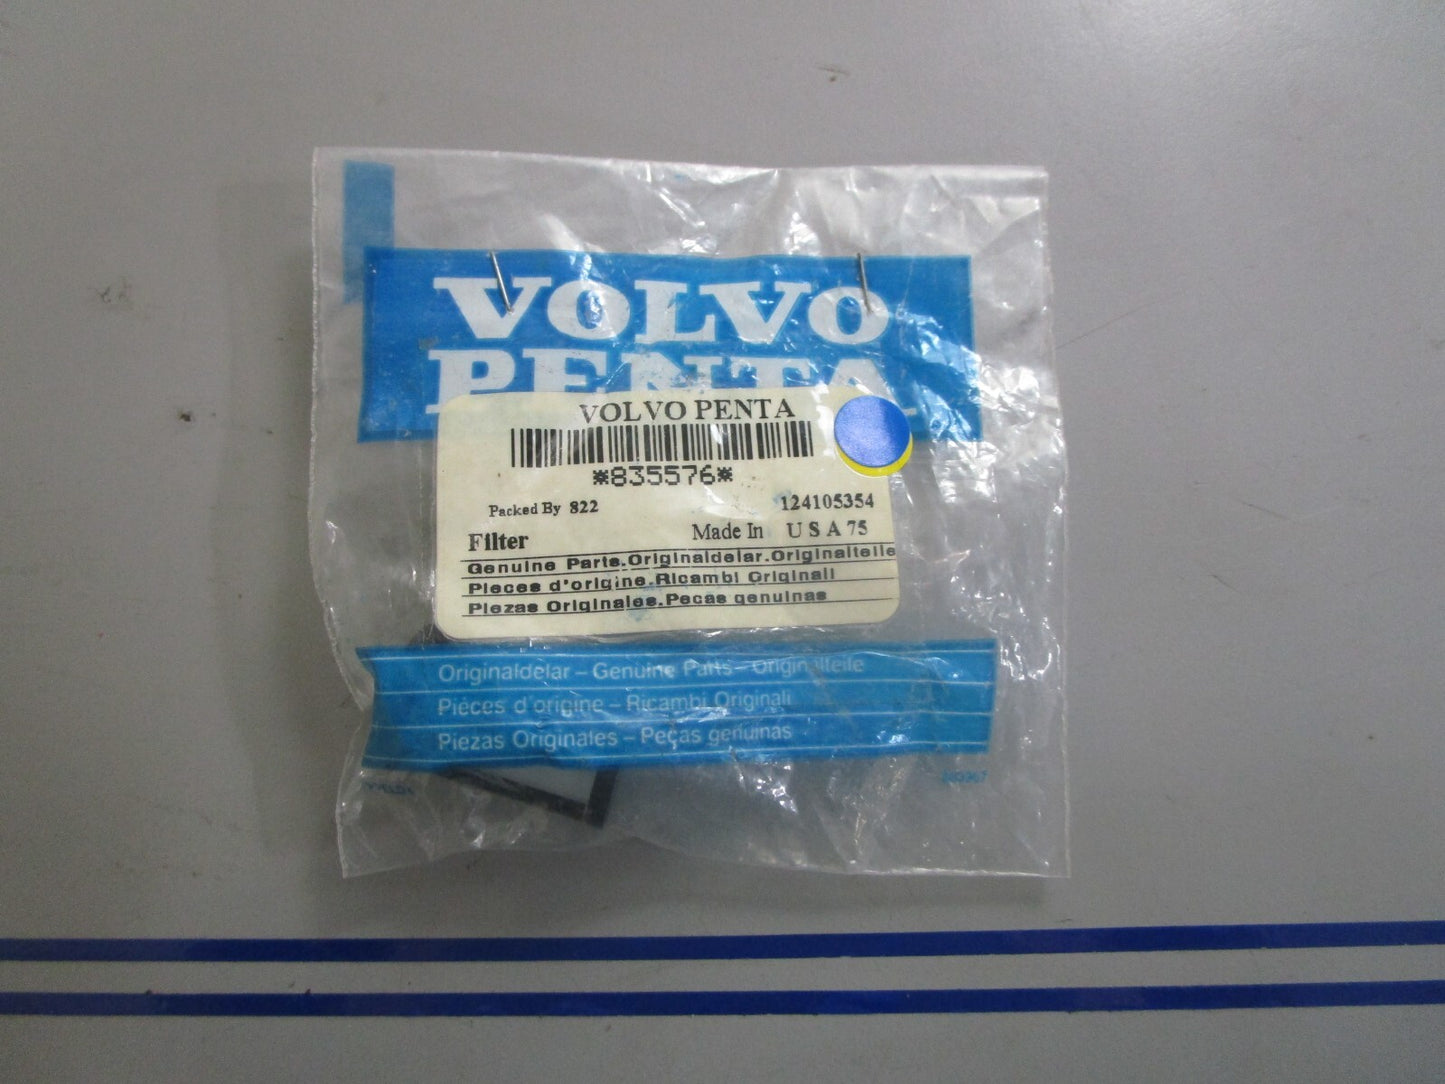 VOLVO
PENTA
VOLVO PENTA
*835576*
Packed By 822
124105354
Filter
Made In U S A 75
Genuine Parts.Originaldelar.Originalteile
Pieces d'origine.Ricambi Originali
Piezas Originales.Pecas genuinas
Originaldelar – Genuine Parts – Originalteile
Pièces d'origine – Ricambi Originali
Piezas Originales – Peças genuinas